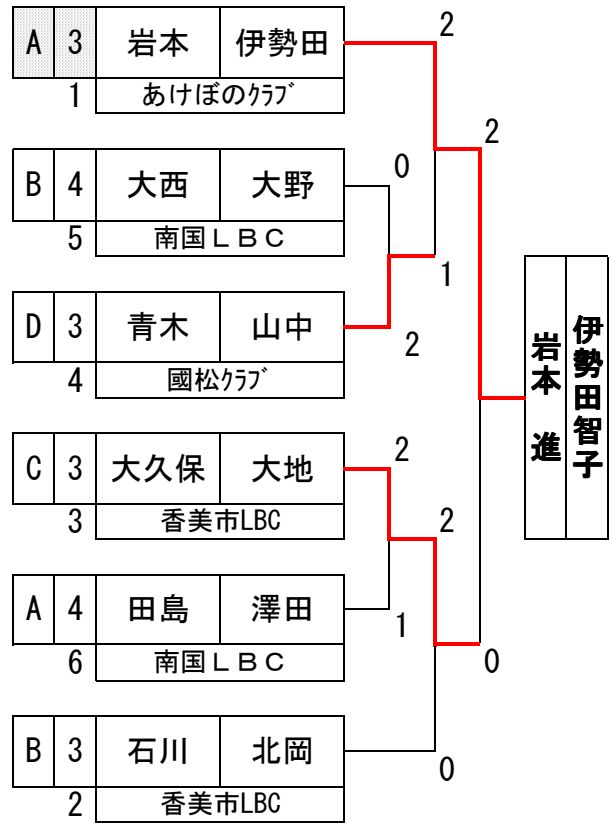 A 3 岩本 伊勢田
1 あけぼのｸﾗﾌﾞ
2
2
B 4 大西 大野
0
5 南国ＬＢＣ
1
D 3 青木 山中
2
4 國松ｸﾗﾌﾞ
伊勢田智子
岩本 進
C 3 大久保 大地
2
3 香美市LBC
2
A 4 田島 澤田
1
6 南国ＬＢＣ
0
B 3 石川 北岡
0
2 香美市LBC